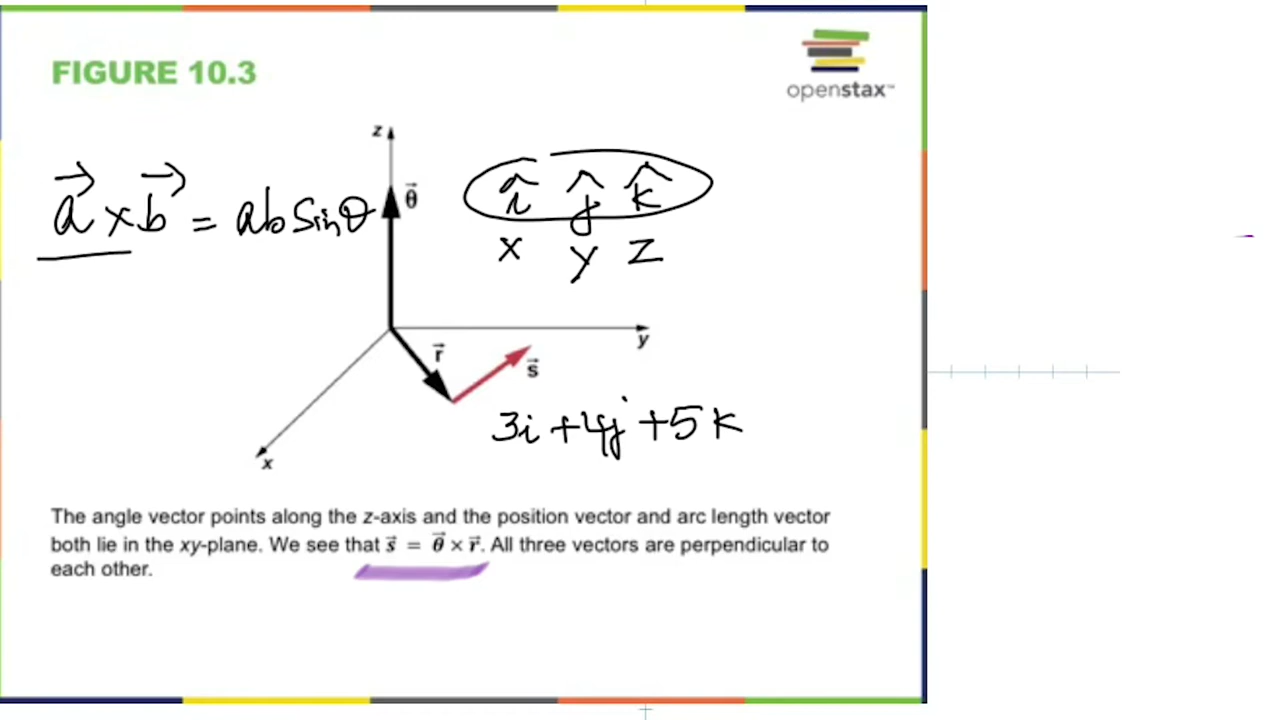 FIGURE 10.3
openstax™
z
a⃗ × b⃗ = ab sinθ
θ⃗
î ĵ k̂
x y z
y
r⃗
s⃗
3i + 4j + 5k
x
The angle vector points along the z-axis and the position vector and arc length vector
both lie in the xy-plane. We see that s⃗ = θ⃗ × r⃗. All three vectors are perpendicular to
each other.